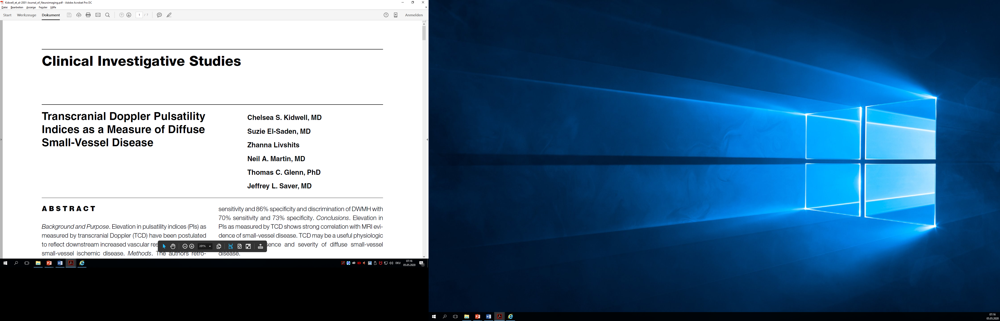 Kidwell_et_al-2001-Journal_of_Neuroimaging.pdf - Adobe Acrobat Pro DC
Datei Bearbeiten Anzeige Fenster Hilfe
Start Werkzeuge Dokument 1 / 7 Anmelden
Clinical Investigative Studies
Transcranial Doppler Pulsatility
Indices as a Measure of Diffuse
Small-Vessel Disease
Chelsea S. Kidwell, MD
Suzie El-Saden, MD
Zhanna Livshits
Neil A. Martin, MD
Thomas C. Glenn, PhD
Jeffrey L. Saver, MD
ABSTRACT
Background and Purpose. Elevation in pulsatility indices (PIs) as
measured by transcranial Doppler (TCD) have been postulated
to reflect downstream increased vascular res
small-vessel ischemic disease. Methods. The authors retro-
sensitivity and 86% specificity and discrimination of DWMH with
70% sensitivity and 73% specificity. Conclusions. Elevation in
PIs as measured by TCD shows strong correlation with MRI evi-
dence of small-vessel disease. TCD may be a useful physiologic
sence and severity of diffuse small-vessel
disease.
201%
DEU
07:16
05.05.2020
1
07:16
05.05.2020